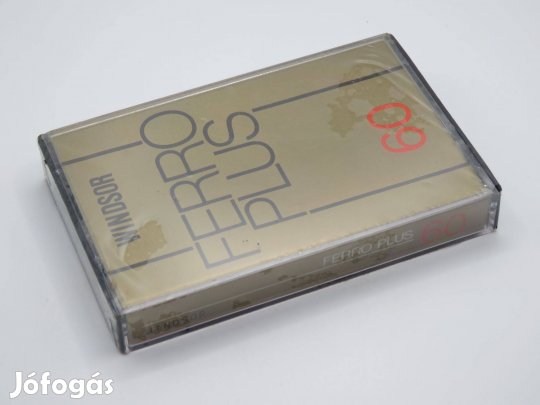 WINDSOR
FERRO
PLUS
60
FERRO PLUS 60
Jófogás